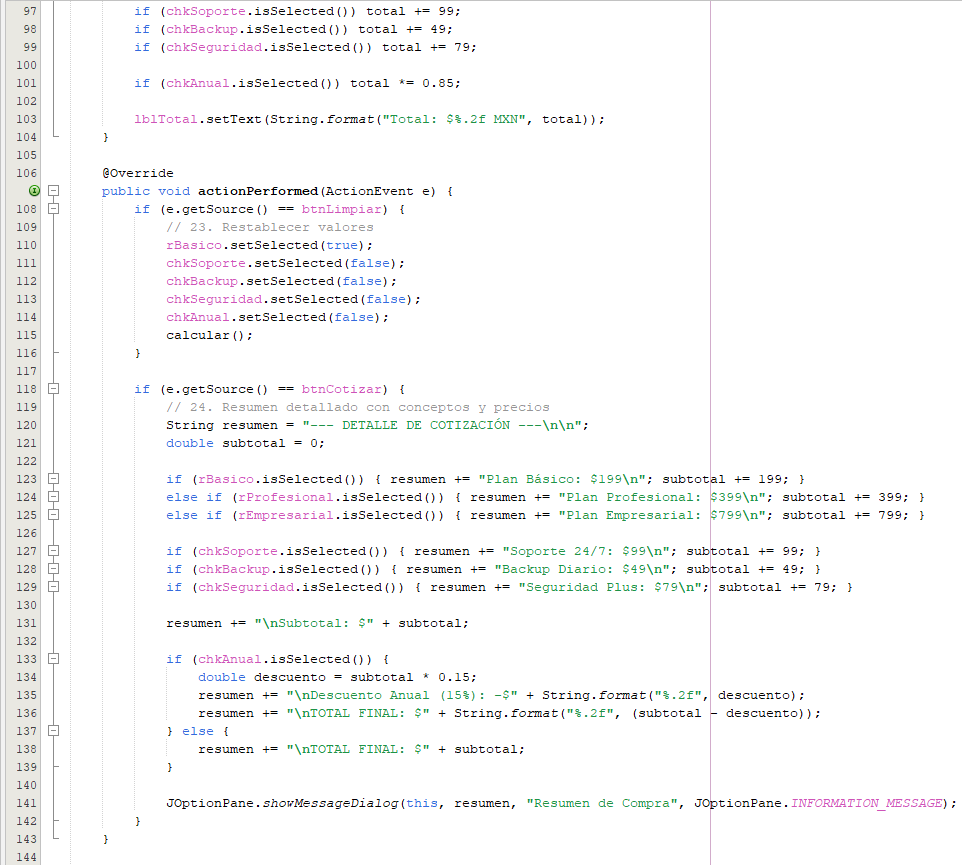 97 if (chkSoporte.isSelected()) total += 99;
98 if (chkBackup.isSelected()) total += 49;
99 if (chkSeguridad.isSelected()) total += 79;
100
101 if (chkAnual.isSelected()) total *= 0.85;
102
103 lblTotal.setText(String.format("Total: $%.2f MXN", total));
104 }
105
106 @Override
public void actionPerformed(ActionEvent e) {
108 if (e.getSource() == btnLimpiar) {
109 // 23. Restablecer valores
110 rBasico.setSelected(true);
111 chkSoporte.setSelected(false);
112 chkBackup.setSelected(false);
113 chkSeguridad.setSelected(false);
114 chkAnual.setSelected(false);
115 calcular();
116 }
117
118 if (e.getSource() == btnCotizar) {
119 // 24. Resumen detallado con conceptos y precios
120 String resumen = "--- DETALLE DE COTIZACIÓN ---\n\n";
121 double subtotal = 0;
122
123 if (rBasico.isSelected()) { resumen += "Plan Básico: $199\n"; subtotal += 199; }
124 else if (rProfesional.isSelected()) { resumen += "Plan Profesional: $399\n"; subtotal += 399; }
125 else if (rEmpresarial.isSelected()) { resumen += "Plan Empresarial: $799\n"; subtotal += 799; }
126
127 if (chkSoporte.isSelected()) { resumen += "Soporte 24/7: $99\n"; subtotal += 99; }
128 if (chkBackup.isSelected()) { resumen += "Backup Diario: $49\n"; subtotal += 49; }
129 if (chkSeguridad.isSelected()) { resumen += "Seguridad Plus: $79\n"; subtotal += 79; }
130
131 resumen += "\nSubtotal: $" + subtotal;
132
133 if (chkAnual.isSelected()) {
134 double descuento = subtotal * 0.15;
135 resumen += "\nDescuento Anual (15%): -$" + String.format("%.2f", descuento);
136 resumen += "\nTOTAL FINAL: $" + String.format("%.2f", (subtotal - descuento));
137 } else {
138 resumen += "\nTOTAL FINAL: $" + subtotal;
139 }
140
141 JOptionPane.showMessageDialog(this, resumen, "Resumen de Compra", JOptionPane.INFORMATION_MESSAGE);
142 }
143 }
144